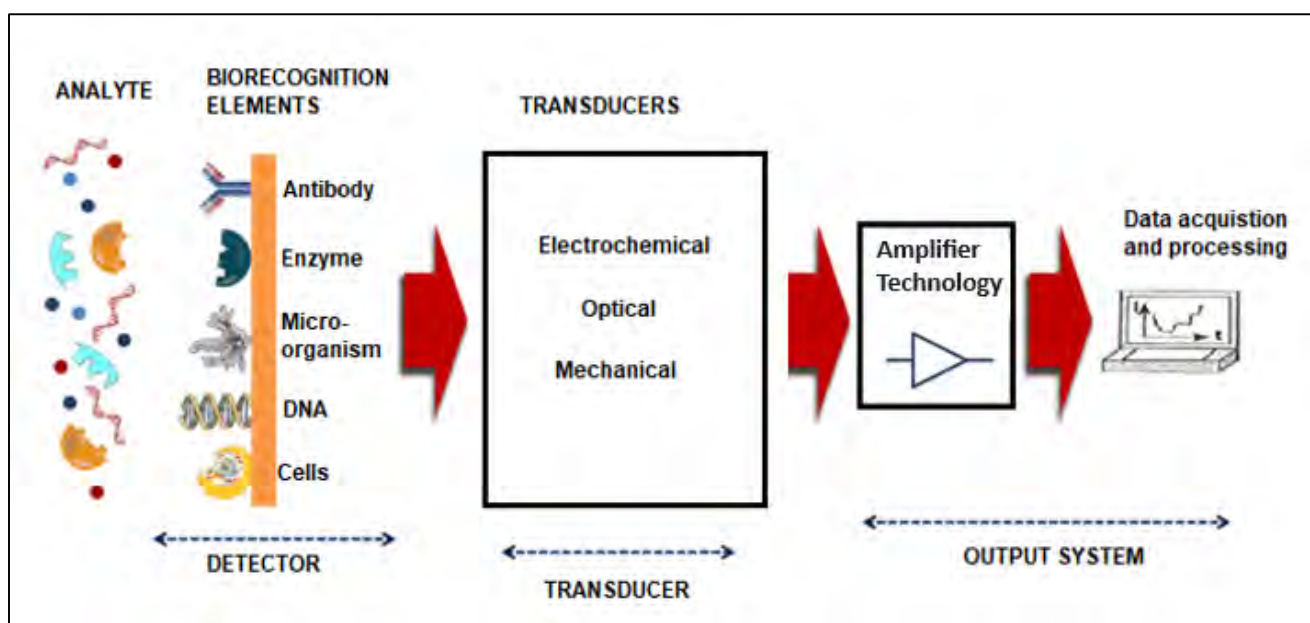 ANALYTE
BIORECOGNITION
ELEMENTS
TRANSDUCERS
Antibody
Enzyme
Micro-
organism
DNA
Cells
Electrochemical
Optical
Mechanical
Amplifier
Technology
Data acquistion
and processing
I
t
DETECTOR
TRANSDUCER
OUTPUT SYSTEM